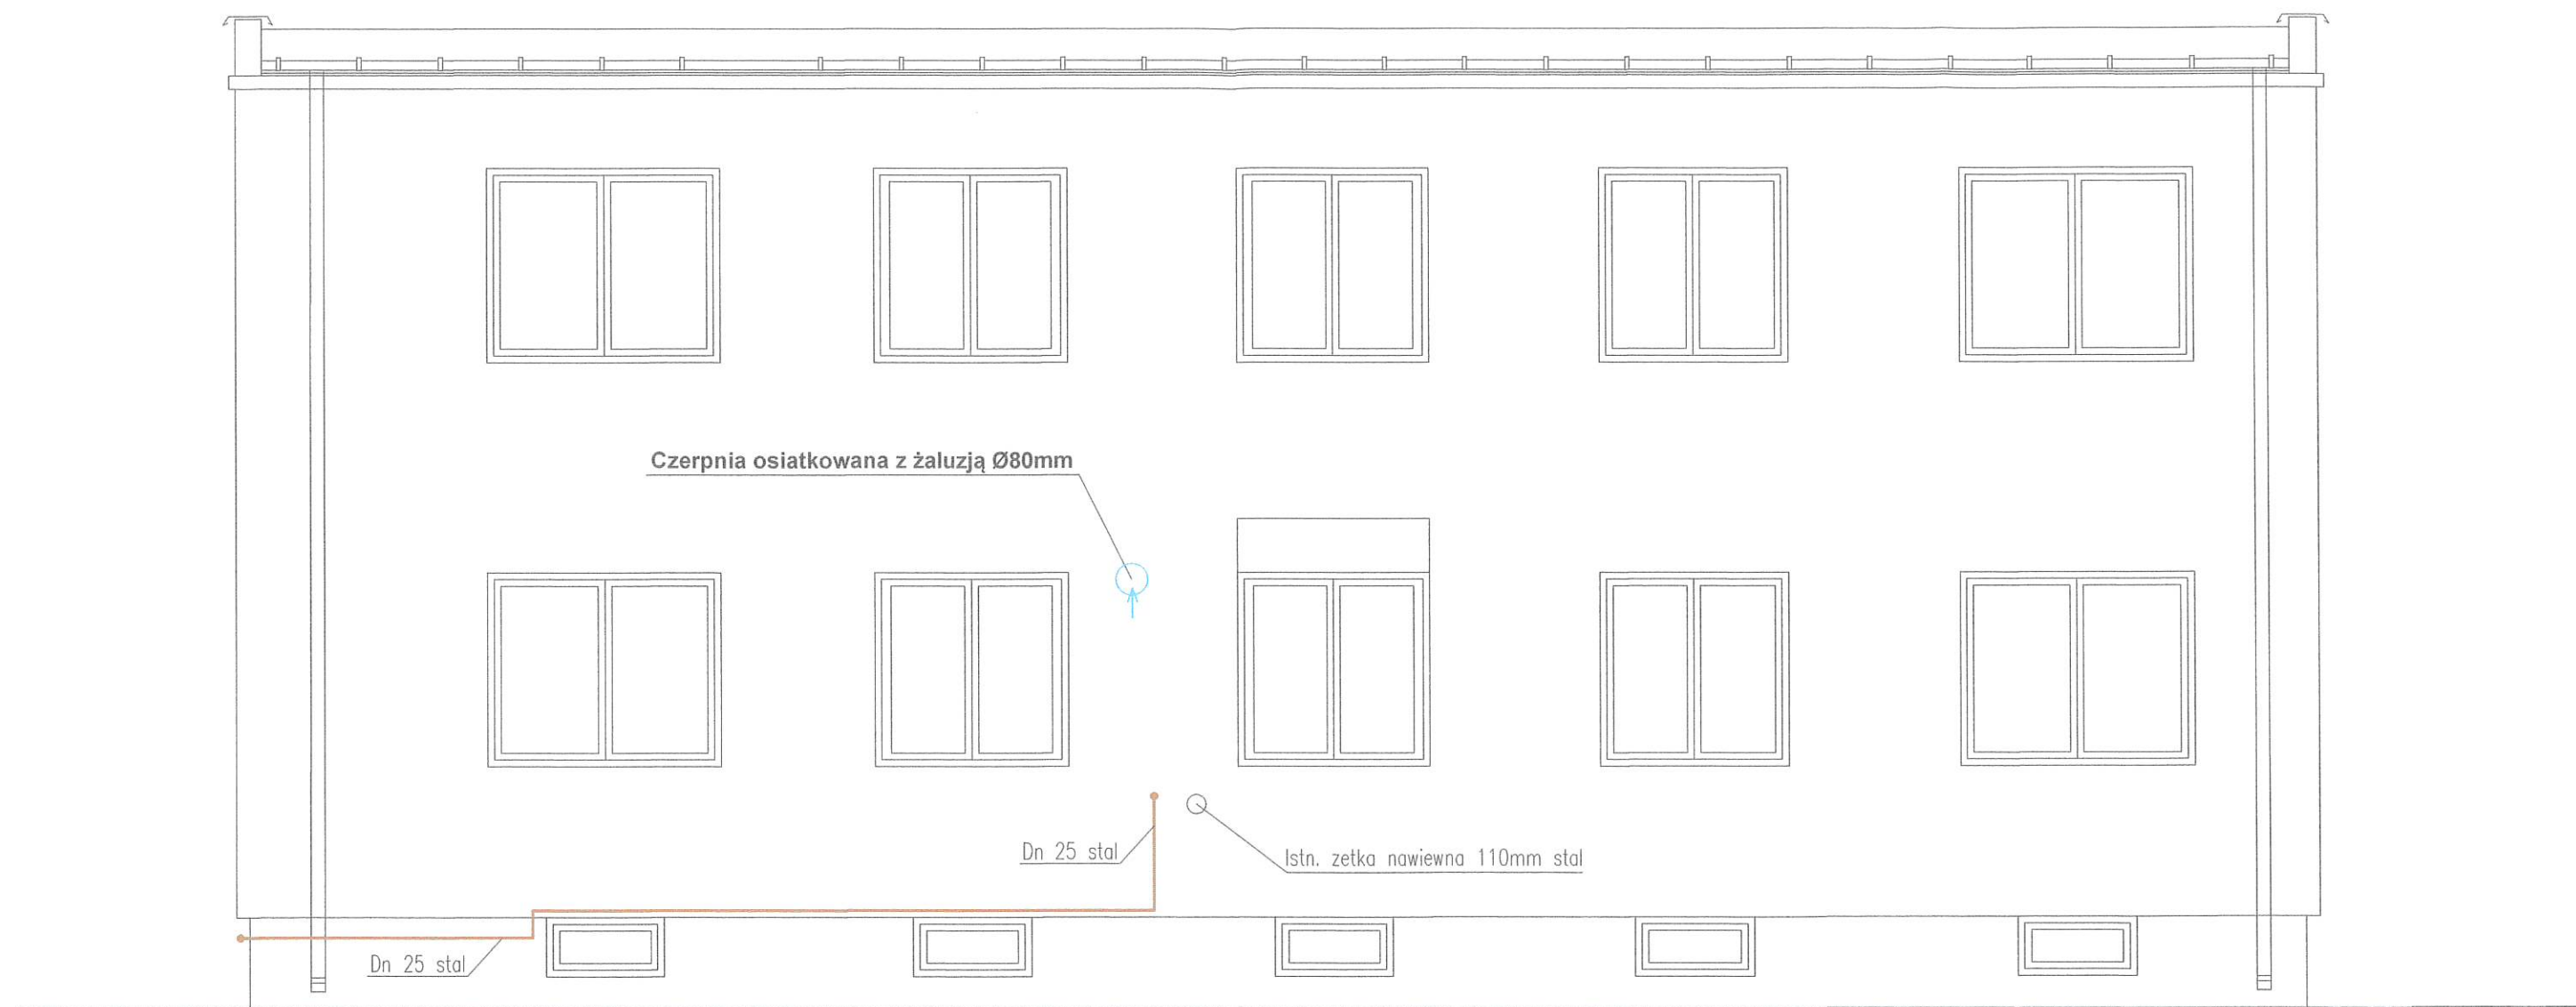 Czerpnia osiatkowana z żaluzją Ø80mm
Dn 25 stal
Istn. zetka nawiewna 110mm stal
Dn 25 stal